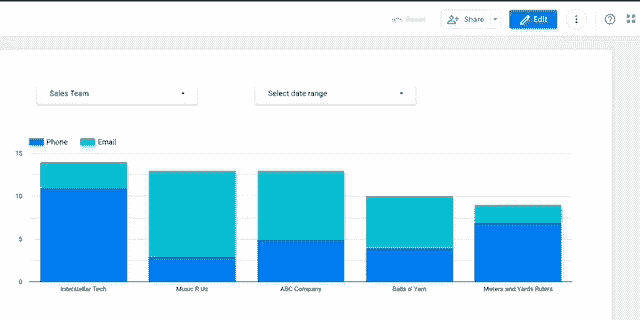 Reset Share Edit
Sales Team Select date range
Phone Email
15
10
5
0
Interstellar Tech Music R Us ABC Company Balls o' Yarn Meters and Yards Rulers